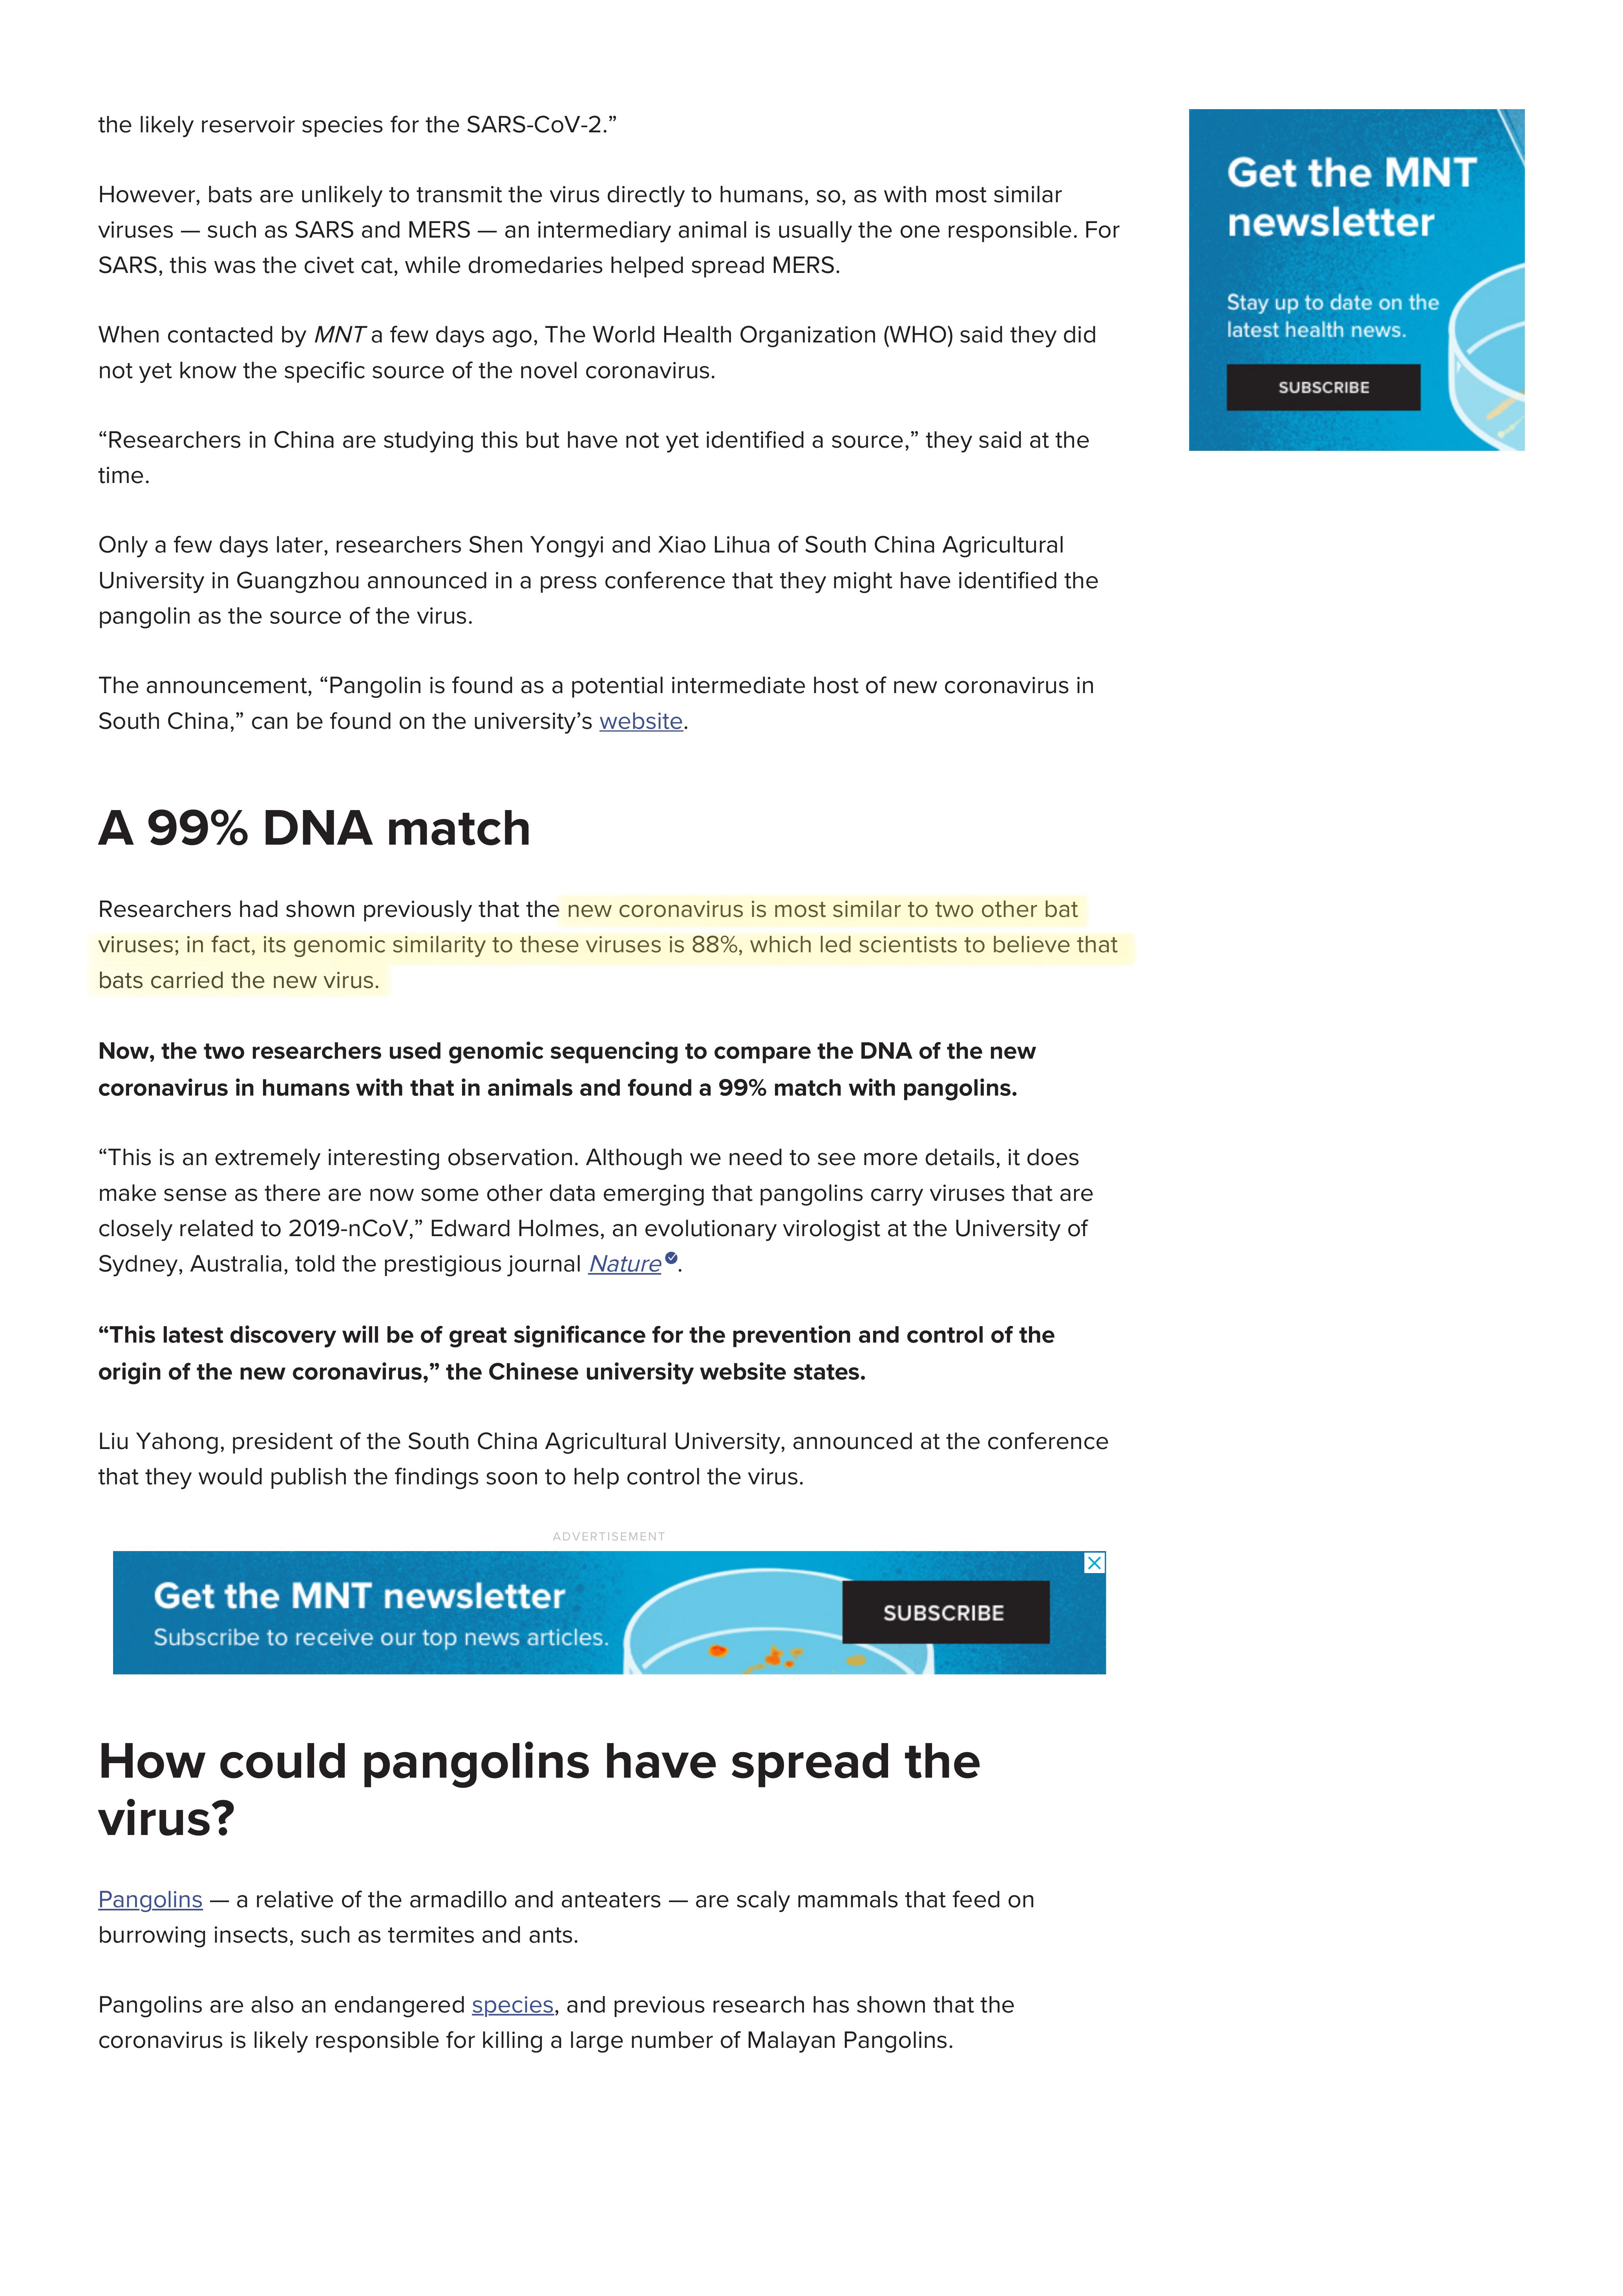 the likely reservoir species for the SARS-CoV-2.”
However, bats are unlikely to transmit the virus directly to humans, so, as with most similar
viruses — such as SARS and MERS — an intermediary animal is usually the one responsible. For
SARS, this was the civet cat, while dromedaries helped spread MERS.
When contacted by MNT a few days ago, The World Health Organization (WHO) said they did
not yet know the specific source of the novel coronavirus.
“Researchers in China are studying this but have not yet identified a source,” they said at the
time.
Only a few days later, researchers Shen Yongyi and Xiao Lihua of South China Agricultural
University in Guangzhou announced in a press conference that they might have identified the
pangolin as the source of the virus.
The announcement, “Pangolin is found as a potential intermediate host of new coronavirus in
South China,” can be found on the university’s website.
A 99% DNA match
Researchers had shown previously that the new coronavirus is most similar to two other bat
viruses; in fact, its genomic similarity to these viruses is 88%, which led scientists to believe that
bats carried the new virus.
Now, the two researchers used genomic sequencing to compare the DNA of the new
coronavirus in humans with that in animals and found a 99% match with pangolins.
“This is an extremely interesting observation. Although we need to see more details, it does
make sense as there are now some other data emerging that pangolins carry viruses that are
closely related to 2019-nCoV,” Edward Holmes, an evolutionary virologist at the University of
Sydney, Australia, told the prestigious journal Nature.
“This latest discovery will be of great significance for the prevention and control of the
origin of the new coronavirus,” the Chinese university website states.
Liu Yahong, president of the South China Agricultural University, announced at the conference
that they would publish the findings soon to help control the virus.
ADVERTISEMENT
Get the MNT newsletter
Subscribe to receive our top news articles.
SUBSCRIBE
How could pangolins have spread the
virus?
Pangolins — a relative of the armadillo and anteaters — are scaly mammals that feed on
burrowing insects, such as termites and ants.
Pangolins are also an endangered species, and previous research has shown that the
coronavirus is likely responsible for killing a large number of Malayan Pangolins.
Get the MNT
newsletter
Stay up to date on the
latest health news.
SUBSCRIBE